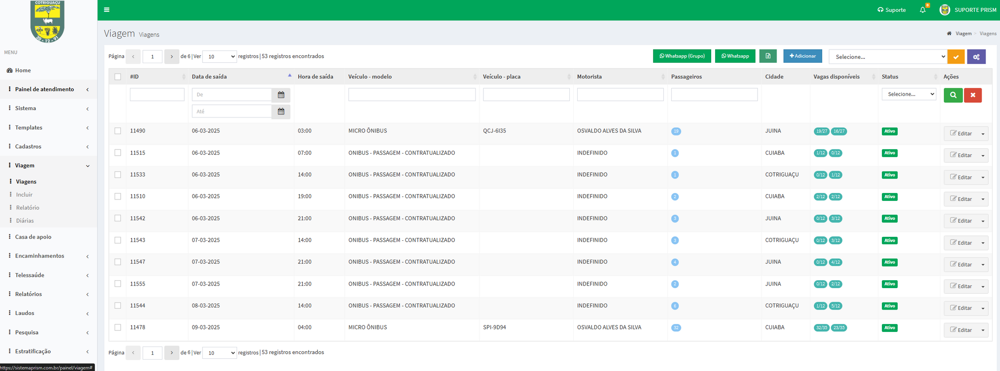 COTRIGUAÇU
20-12-91
Suporte
0
SUPORTE PRISM
Viagem Viagens
Viagem > Viagens
MENU
Home
Painel de atendimento
Sistema
Templates
Cadastros
Viagem
Viagens
Incluir
Relatório
Diárias
Casa de apoio
Encaminhamentos
Telessaúde
Relatórios
Laudos
Pesquisa
Estratificação
https://sistemaprism.com.br/painel/viagem#
Página 1 de 6 | Ver 10 registros | 53 registros encontrados
Whatsapp (Grupo) Whatsapp Adicionar Selecione...
#ID Data de saída Hora de saída Veículo - modelo Veículo - placa Motorista Passageiros Cidade Vagas disponíveis Status Ações
De
Selecione...
Até
11490 06-03-2025 03:00 MICRO ÔNIBUS QCJ-6I35 OSVALDO ALVES DA SILVA 19 JUINA 19/27 16/27 Ativo Editar
11515 06-03-2025 07:00 ONIBUS - PASSAGEM - CONTRATUALIZADO INDEFINIDO 1 CUIABA 1/12 0/12 Ativo Editar
11533 06-03-2025 14:00 ONIBUS - PASSAGEM - CONTRATUALIZADO INDEFINIDO 1 COTRIGUAÇU 0/12 1/12 Ativo Editar
11510 06-03-2025 19:00 ONIBUS - PASSAGEM - CONTRATUALIZADO INDEFINIDO 2 CUIABA 2/12 2/12 Ativo Editar
11542 06-03-2025 21:00 ONIBUS - PASSAGEM - CONTRATUALIZADO INDEFINIDO 3 JUINA 0/12 3/12 Ativo Editar
11543 07-03-2025 14:00 ONIBUS - PASSAGEM - CONTRATUALIZADO INDEFINIDO 3 COTRIGUAÇU 0/12 3/12 Ativo Editar
11547 07-03-2025 21:00 ONIBUS - PASSAGEM - CONTRATUALIZADO INDEFINIDO 4 JUINA 0/12 4/12 Ativo Editar
11555 07-03-2025 21:00 ONIBUS - PASSAGEM - CONTRATUALIZADO INDEFINIDO 2 JUINA 0/12 2/12 Ativo Editar
11544 08-03-2025 14:00 ONIBUS - PASSAGEM - CONTRATUALIZADO INDEFINIDO 6 COTRIGUAÇU 1/12 5/12 Ativo Editar
11478 09-03-2025 04:00 MICRO ÔNIBUS SPI-9D94 OSVALDO ALVES DA SILVA 32 CUIABA 32/35 23/35 Ativo Editar
Página 1 de 6 | Ver 10 registros | 53 registros encontrados